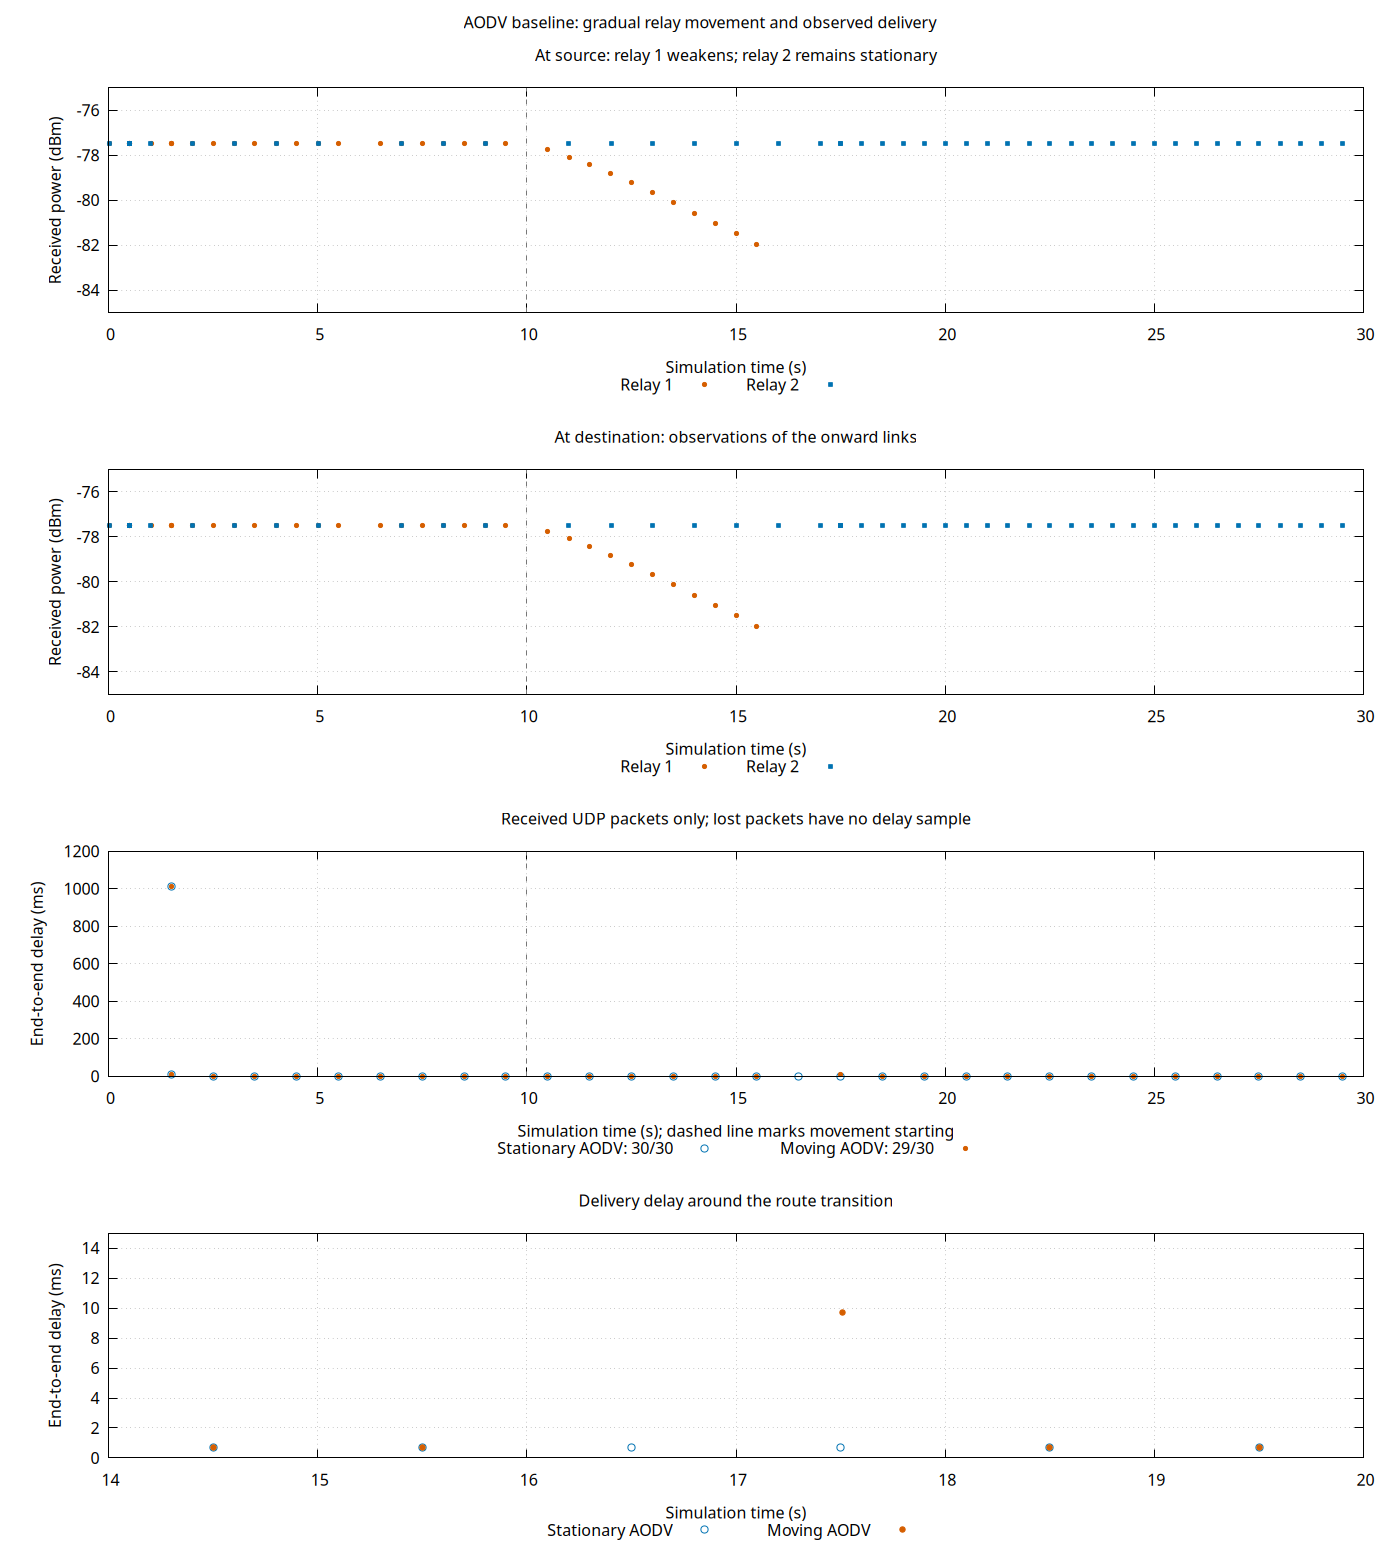 AODV baseline: gradual relay movement and observed delivery
At source: relay 1 weakens; relay 2 remains stationary
Received power (dBm)
-76
-78
-80
-82
-84
0 5 10 15 20 25 30
Simulation time (s)
Relay 1 Relay 2
At destination: observations of the onward links
Received power (dBm)
-76
-78
-80
-82
-84
0 5 10 15 20 25 30
Simulation time (s)
Relay 1 Relay 2
Received UDP packets only; lost packets have no delay sample
End-to-end delay (ms)
1200
1000
800
600
400
200
0
0 5 10 15 20 25 30
Simulation time (s); dashed line marks movement starting
Stationary AODV: 30/30 Moving AODV: 29/30
Delivery delay around the route transition
End-to-end delay (ms)
14
12
10
8
6
4
2
0
14 15 16 17 18 19 20
Simulation time (s)
Stationary AODV Moving AODV